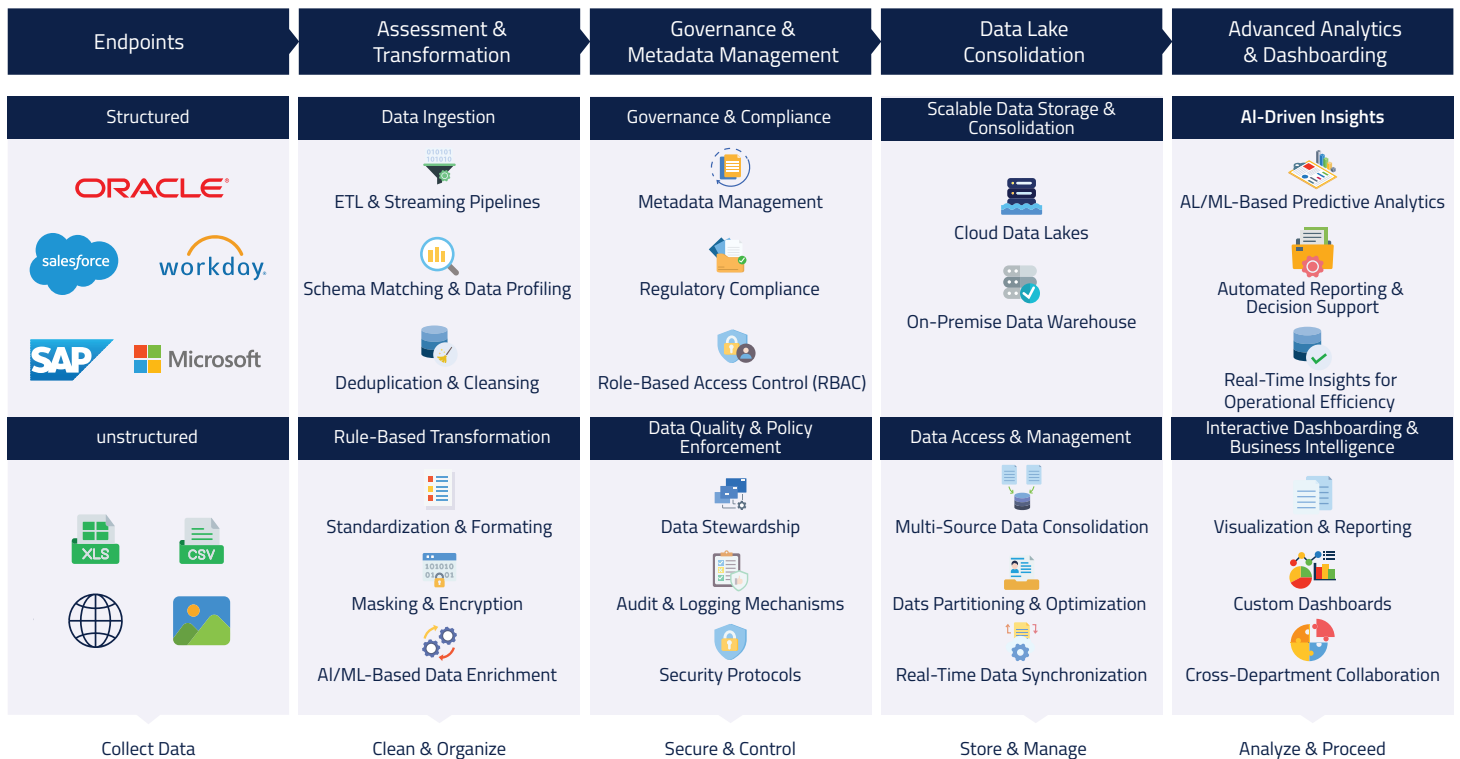 Endpoints
Assessment &
Transformation
Governance &
Metadata Management
Data Lake
Consolidation
Advanced Analytics
& Dashboarding
Structured
ORACLE®
salesforce
workday.
SAP
Microsoft
Data Ingestion
010101
101010
ETL & Streaming Pipelines
Schema Matching & Data Profiling
Deduplication & Cleansing
Governance & Compliance
Metadata Management
Regulatory Compliance
Role-Based Access Control (RBAC)
Scalable Data Storage &
Consolidation
Cloud Data Lakes
On-Premise Data Warehouse
AI-Driven Insights
AL/ML-Based Predictive Analytics
Automated Reporting &
Decision Support
Real-Time Insights for
Operational Efficiency
unstructured
XLS
CSV
Rule-Based Transformation
Standardization & Formating
101010
01 01
Masking & Encryption
AI/ML-Based Data Enrichment
Data Quality & Policy
Enforcement
Data Stewardship
Audit & Logging Mechanisms
Security Protocols
Data Access & Management
Multi-Source Data Consolidation
Dats Partitioning & Optimization
Real-Time Data Synchronization
Interactive Dashboarding &
Business Intelligence
Visualization & Reporting
Custom Dashboards
Cross-Department Collaboration
Collect Data
Clean & Organize
Secure & Control
Store & Manage
Analyze & Proceed